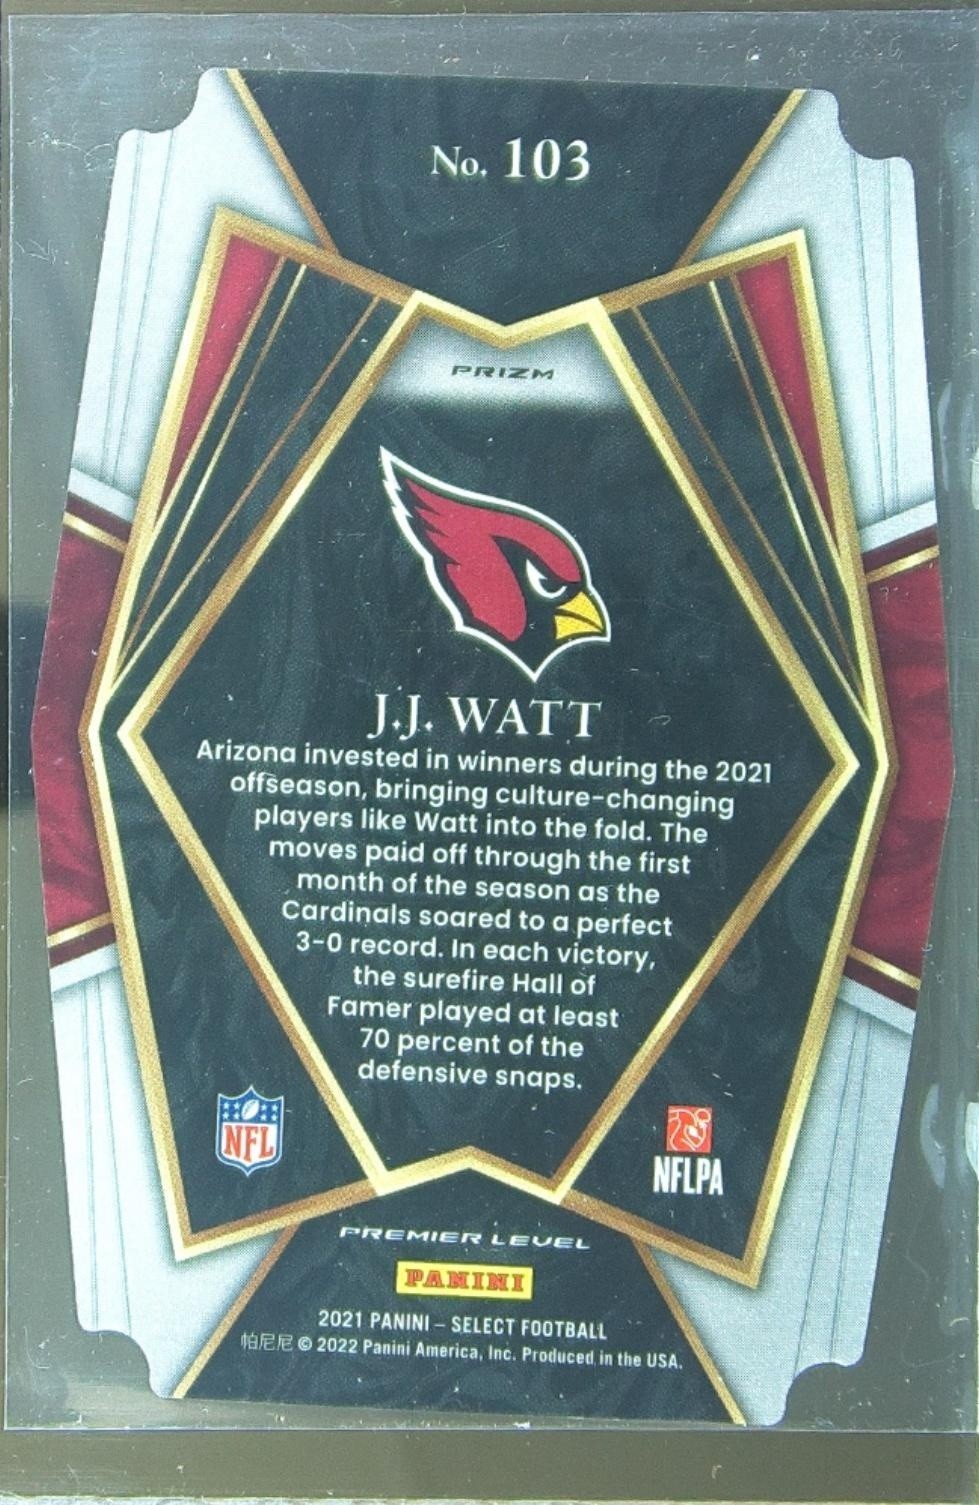 No. 103
PRIZM
J.J. WATT
Arizona invested in winners during the 2021
offseason, bringing culture-changing
players like Watt into the fold. The
moves paid off through the first
month of the season as the
Cardinals soared to a perfect
3-0 record. In each victory,
the surefire Hall of
Famer played at least
70 percent of the
defensive snaps.
NFL
NFLPA
PREMIER LEVEL
PANINI
2021 PANINI – SELECT FOOTBALL
帕尼尼 © 2022 Panini America, Inc. Produced in the USA.